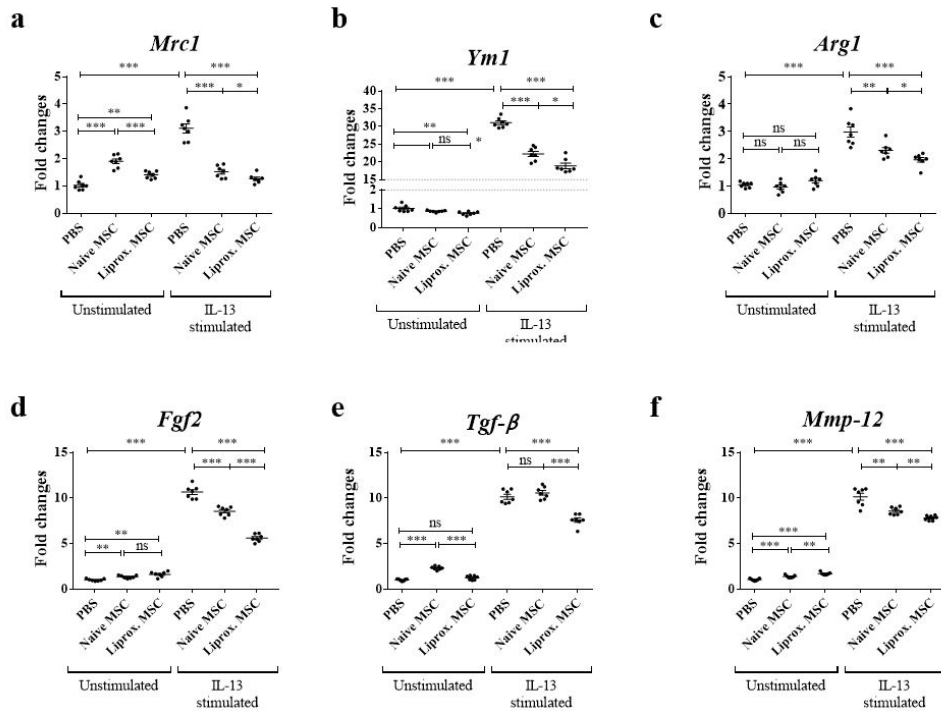 a
Mrc1
***
***
**
***
*
***
***
Fold changes
5
4
3
2
1
0
PBS
Naive MSC
Liprox. MSC
PBS
Naive MSC
Liprox. MSC
Unstimulated
IL-13
stimulated
b
Ym1
***
***
***
*
**
ns
*
Fold changes
40
35
30
25
20
15
2
1
0
PBS
Naive MSC
Liprox. MSC
PBS
Naive MSC
Liprox. MSC
Unstimulated
IL-13
stimulated
c
Arg1
***
***
**
*
ns
ns
ns
Fold changes
5
4
3
2
1
0
PBS
Naive MSC
Liprox. MSC
PBS
Naive MSC
Liprox. MSC
Unstimulated
IL-13
stimulated
d
Fgf2
***
***
***
***
**
**
ns
Fold changes
15
10
5
0
PBS
Naive MSC
Liprox. MSC
PBS
Naive MSC
Liprox. MSC
Unstimulated
IL-13
stimulated
e
Tgf-β
***
***
ns
***
ns
***
***
Fold changes
15
10
5
0
PBS
Naive MSC
Liprox. MSC
PBS
Naive MSC
Liprox. MSC
Unstimulated
IL-13
stimulated
f
Mmp-12
***
***
**
**
***
***
**
Fold changes
15
10
5
0
PBS
Naive MSC
Liprox. MSC
PBS
Naive MSC
Liprox. MSC
Unstimulated
IL-13
stimulated